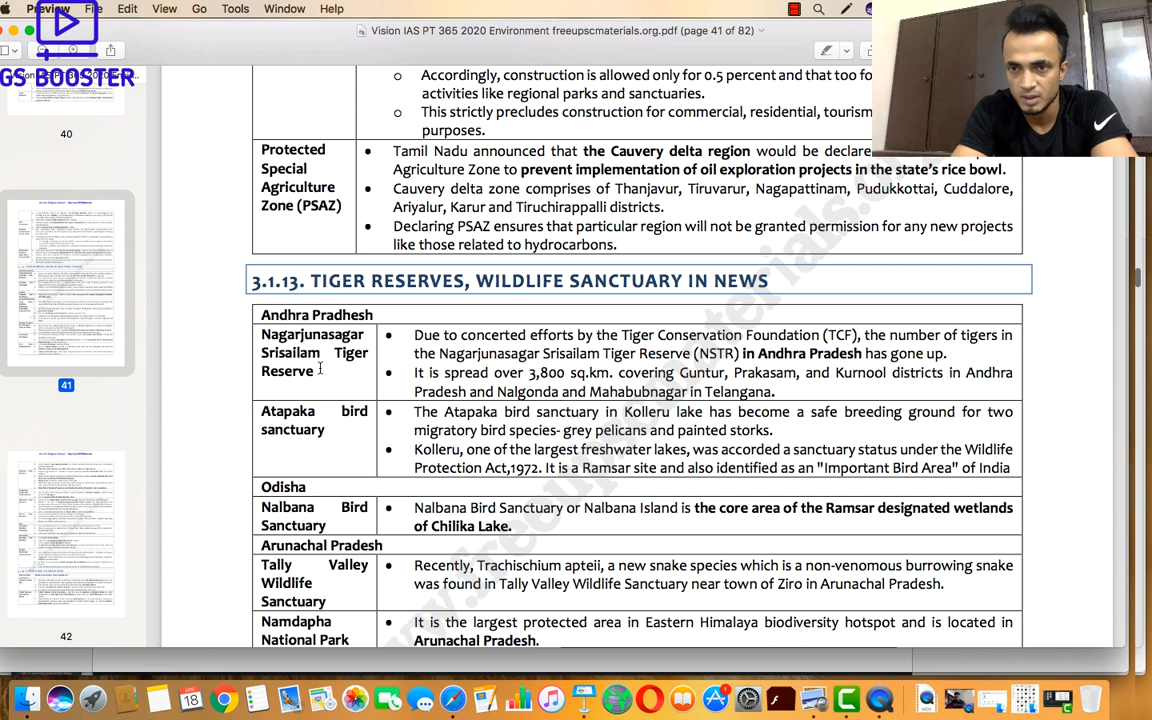 Preview File Edit View Go Tools Window Help
GS BOOSTER
Vision IAS PT 365 2020 Environment freeupscmaterials.org.pdf (page 41 of 82)
40
41
42
Accordingly, construction is allowed only for 0.5 percent and that too fo
activities like regional parks and sanctuaries.
This strictly precludes construction for commercial, residential, tourism
purposes.
Protected Special Agriculture Zone (PSAZ)
Tamil Nadu announced that the Cauvery delta region would be declare
Agriculture Zone to prevent implementation of oil exploration projects in the state's rice bowl.
Cauvery delta zone comprises of Thanjavur, Tiruvarur, Nagapattinam, Pudukkottai, Cuddalore,
Ariyalur, Karur and Tiruchirappalli districts.
Declaring PSAZ ensures that particular region will not be granted permission for any new projects
like those related to hydrocarbons.
3.1.13. TIGER RESERVES, WILDLIFE SANCTUARY IN NEWS
Andhra Pradhesh
Nagarjunasagar
Srisailam Tiger
Reserve
Due to constant efforts by the Tiger Conservation Foundation (TCF), the number of tigers in
the Nagarjunasagar Srisailam Tiger Reserve (NSTR) in Andhra Pradesh has gone up.
It is spread over 3,800 sq.km. covering Guntur, Prakasam, and Kurnool districts in Andhra
Pradesh and Nalgonda and Mahabubnagar in Telangana.
Atapaka bird
sanctuary
The Atapaka bird sanctuary in Kolleru lake has become a safe breeding ground for two
migratory bird species- grey pelicans and painted storks.
Kolleru, one of the largest freshwater lakes, was accorded a sanctuary status under the Wildlife
Protection Act,1972. It is a Ramsar site and also identified as an "Important Bird Area" of India
Odisha
Nalbana Bird
Sanctuary
Nalbana Bird Sanctuary or Nalbana Island is the core area of the Ramsar designated wetlands
of Chilika Lake.
Arunachal Pradesh
Tally Valley
Wildlife
Sanctuary
Recently, Trachischium apteii, a new snake species which is a non-venomous burrowing snake
was found in Tally Valley Wildlife Sanctuary near town of Ziro in Arunachal Pradesh.
Namdapha
National Park
It is the largest protected area in Eastern Himalaya biodiversity hotspot and is located in
Arunachal Pradesh.